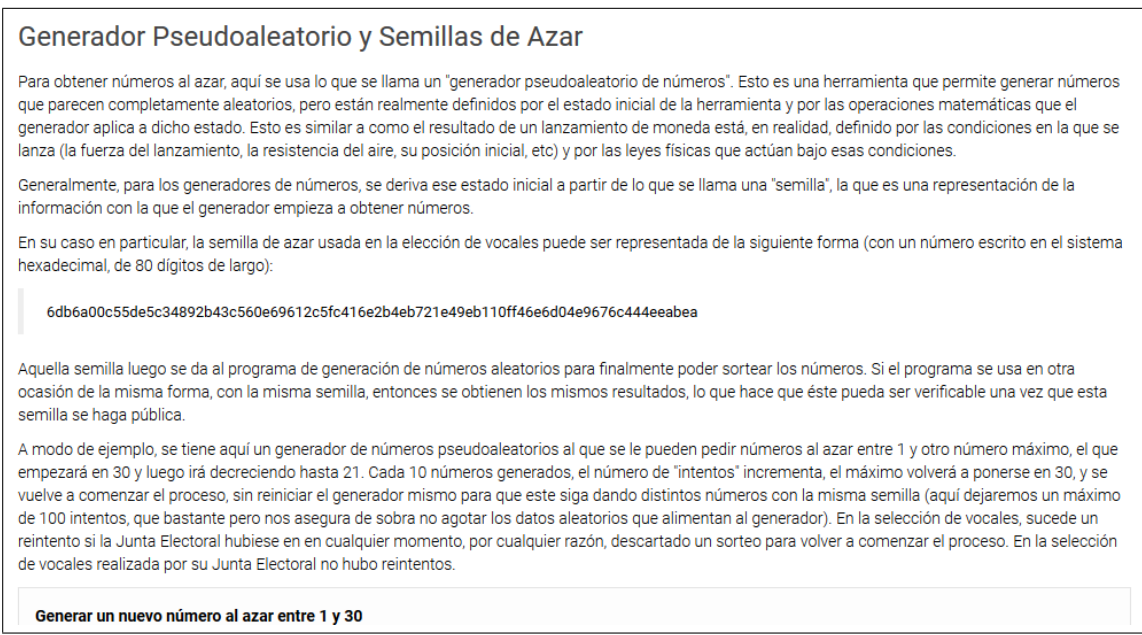 Generador Pseudoaleatorio y Semillas de Azar
Para obtener números al azar, aquí se usa lo que se llama un "generador pseudoaleatorio de números". Esto es una herramienta que permite generar números
que parecen completamente aleatorios, pero están realmente definidos por el estado inicial de la herramienta y por las operaciones matemáticas que el
generador aplica a dicho estado. Esto es similar a como el resultado de un lanzamiento de moneda está, en realidad, definido por las condiciones en la que se
lanza (la fuerza del lanzamiento, la resistencia del aire, su posición inicial, etc) y por las leyes físicas que actúan bajo esas condiciones.
Generalmente, para los generadores de números, se deriva ese estado inicial a partir de lo que se llama una "semilla", la que es una representación de la
información con la que el generador empieza a obtener números.
En su caso en particular, la semilla de azar usada en la elección de vocales puede ser representada de la siguiente forma (con un número escrito en el sistema
hexadecimal, de 80 dígitos de largo):
6db6a00c55de5c34892b43c560e69612c5fc416e2b4eb721e49eb110ff46e6d04e9676c444eeabea
Aquella semilla luego se da al programa de generación de números aleatorios para finalmente poder sortear los números. Si el programa se usa en otra
ocasión de la misma forma, con la misma semilla, entonces se obtienen los mismos resultados, lo que hace que éste pueda ser verificable una vez que esta
semilla se haga pública.
A modo de ejemplo, se tiene aquí un generador de números pseudoaleatorios al que se le pueden pedir números al azar entre 1 y otro número máximo, el que
empezará en 30 y luego irá decreciendo hasta 21. Cada 10 números generados, el número de "intentos" incrementa, el máximo volverá a ponerse en 30, y se
vuelve a comenzar el proceso, sin reiniciar el generador mismo para que este siga dando distintos números con la misma semilla (aquí dejaremos un máximo
de 100 intentos, que bastante pero nos asegura de sobra no agotar los datos aleatorios que alimentan al generador). En la selección de vocales, sucede un
reintento si la Junta Electoral hubiese en en cualquier momento, por cualquier razón, descartado un sorteo para volver a comenzar el proceso. En la selección
de vocales realizada por su Junta Electoral no hubo reintentos.
Generar un nuevo número al azar entre 1 y 30